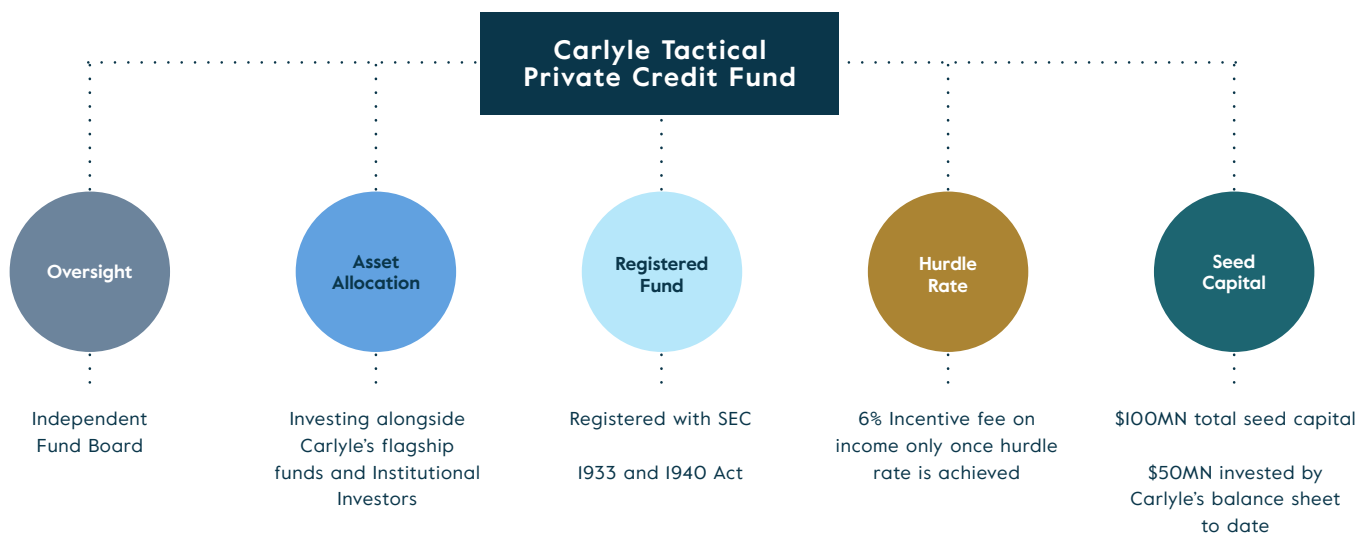 Carlyle Tactical
Private Credit Fund
Oversight
Independent
Fund Board
Asset
Allocation
Investing alongside
Carlyle's flagship
funds and Institutional
Investors
Registered
Fund
Registered with SEC
1933 and 1940 Act
Hurdle
Rate
6% Incentive fee on
income only once hurdle
rate is achieved
Seed
Capital
$100MN total seed capital
$50MN invested by
Carlyle's balance sheet
to date